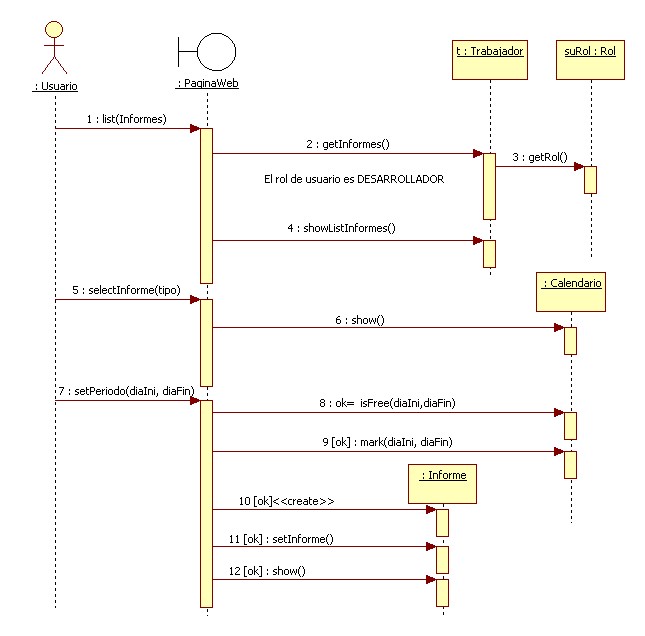 t : Trabajador
suRol : Rol
: Usuario
: PaginaWeb
1 : list(Informes)
2 : getInformes()
3 : getRol()
El rol de usuario es DESARROLLADOR
4 : showListInformes()
5 : selectInforme(tipo)
: Calendario
6 : show()
7 : setPeriodo(diaIni, diaFin)
8 : ok= isFree(diaIni,diaFin)
9 [ok] : mark(diaIni, diaFin)
: Informe
10 [ok]<<create>>
11 [ok] : setInforme()
12 [ok] : show()